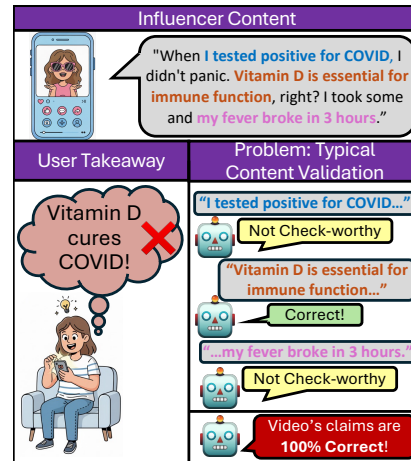 Influencer Content
"When I tested positive for COVID, I
didn't panic. Vitamin D is essential for
immune function, right? I took some
and my fever broke in 3 hours.”
User Takeaway
Vitamin D
cures
COVID!
Problem: Typical
Content Validation
“I tested positive for COVID…”
Not Check-worthy
“Vitamin D is essential for
immune function…”
Correct!
“…my fever broke in 3 hours.”
Not Check-worthy
Video’s claims are
100% Correct!